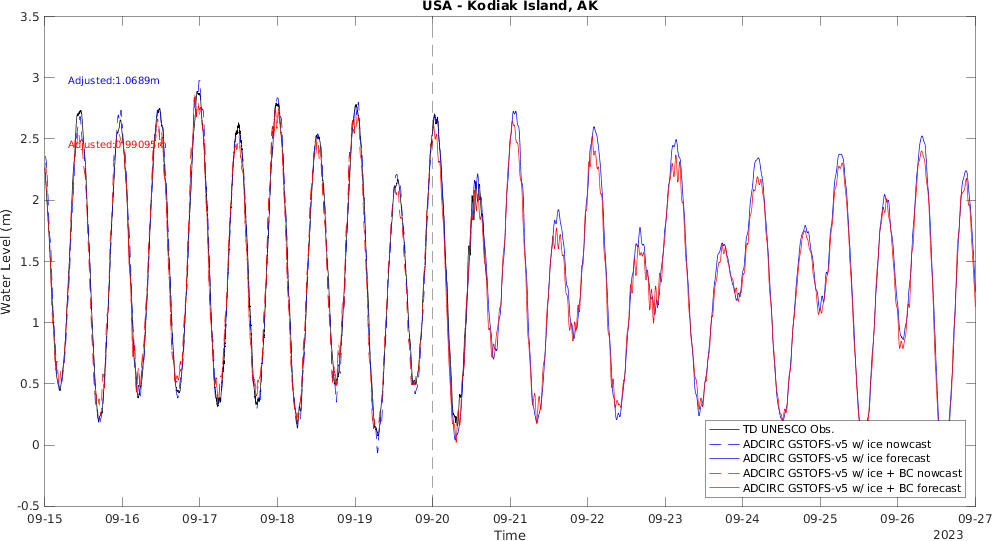 USA - Kodiak Island, AK
3.5
3
2.5
2
1.5
1
0.5
0
-0.5
Water Level (m)
Adjusted:1.0689m
Adjusted:0.99095m
TD UNESCO Obs.
ADCIRC GSTOFS-v5 w/ ice nowcast
ADCIRC GSTOFS-v5 w/ ice forecast
ADCIRC GSTOFS-v5 w/ ice + BC nowcast
ADCIRC GSTOFS-v5 w/ ice + BC forecast
09-15 09-16 09-17 09-18 09-19 09-20 09-21 09-22 09-23 09-24 09-25 09-26 09-27
Time
2023